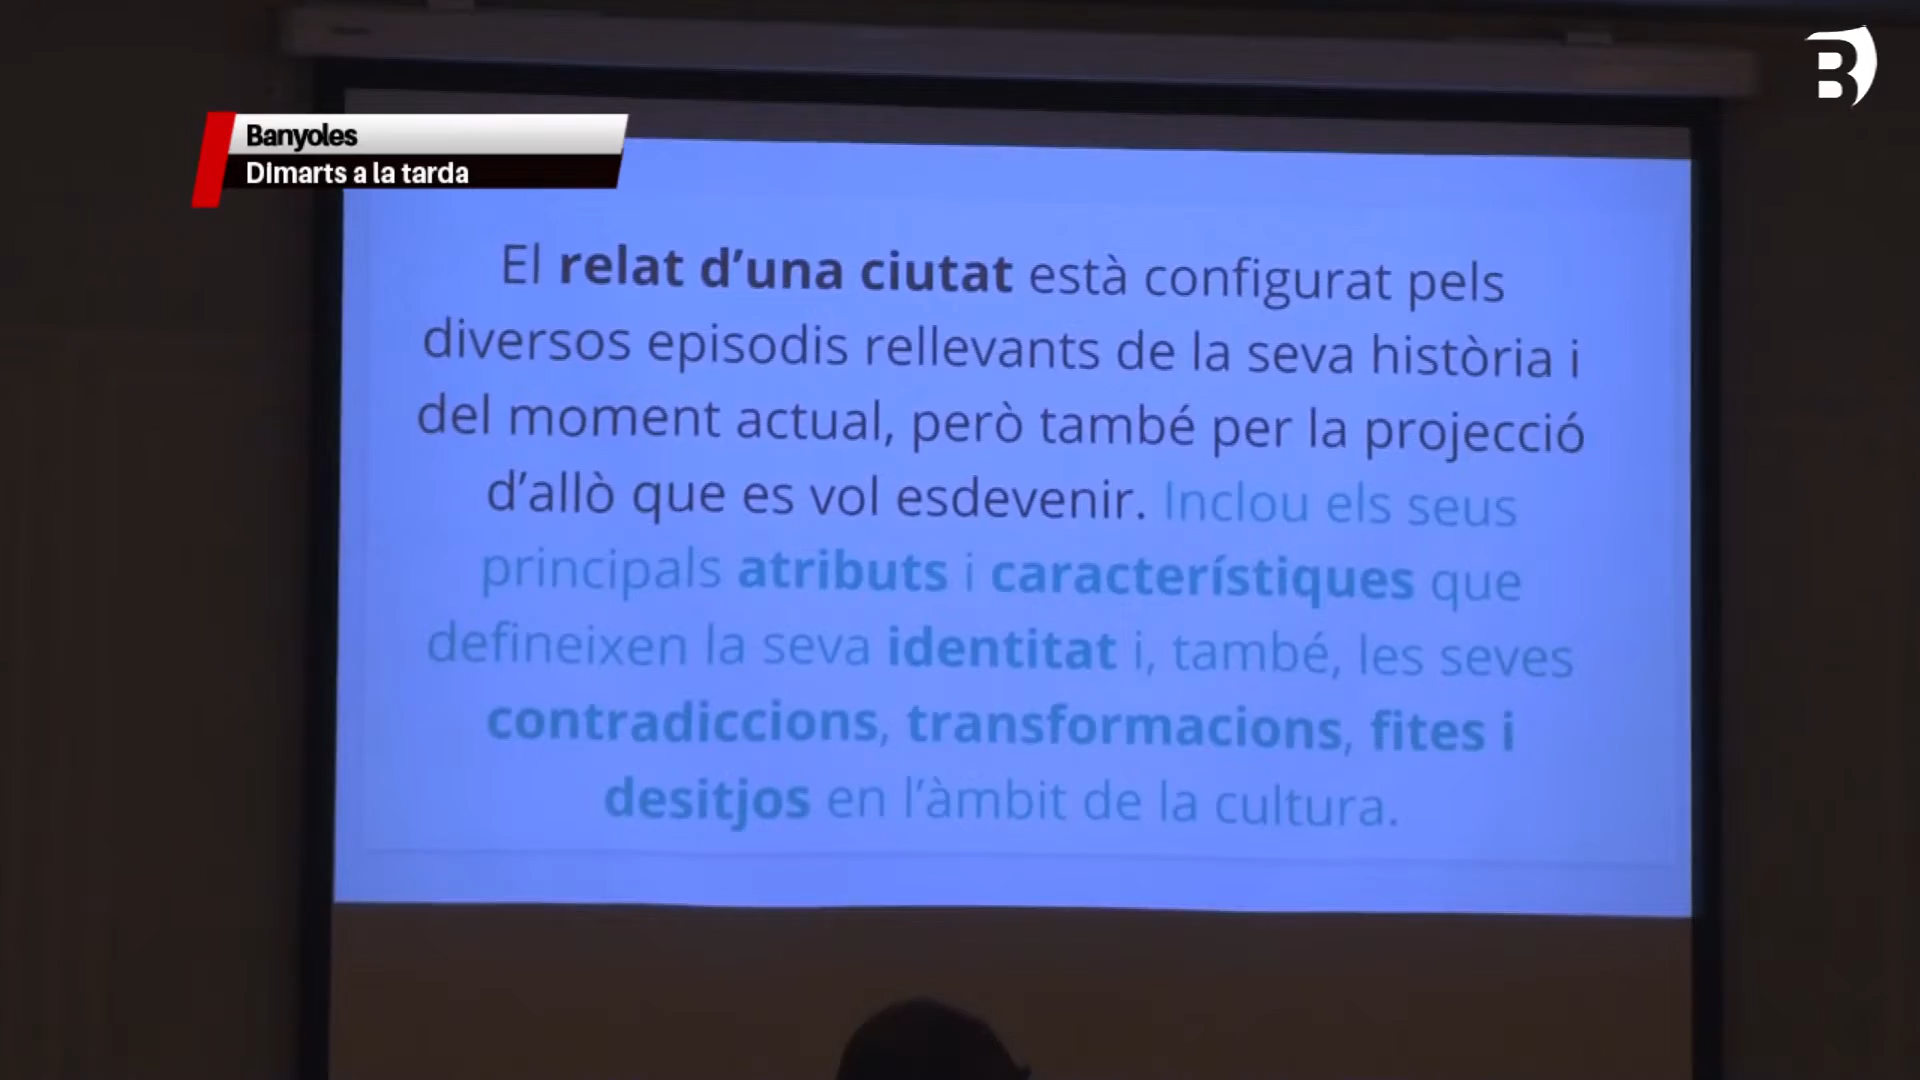 B
Banyoles
Dimarts a la tarda
El relat d’una ciutat està configurat pels
diversos episodis rellevants de la seva història i
del moment actual, però també per la projecció
d’allò que es vol esdevenir. Inclou els seus
principals atributs i característiques que
defineixen la seva identitat i, també, les seves
contradiccions, transformacions, fites i
desitjos en l’àmbit de la cultura.